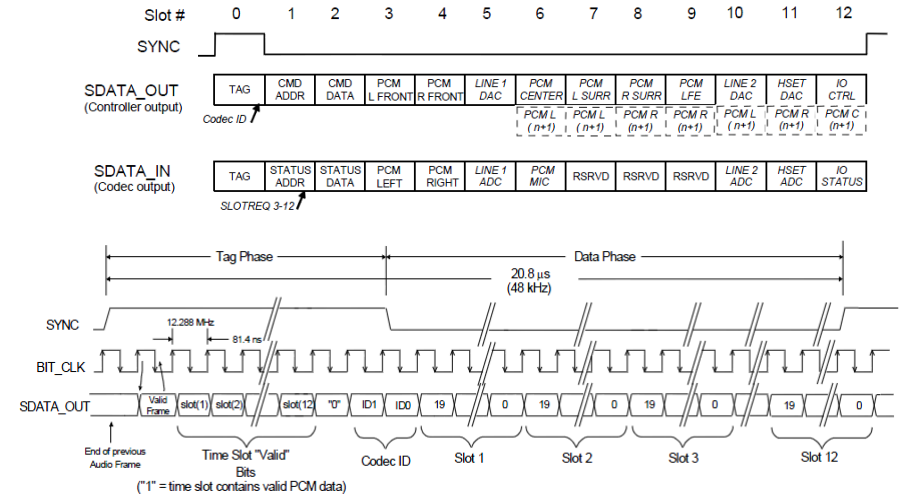 Slot # 0 1 2 3 4 5 6 7 8 9 10 11 12
SYNC
SDATA_OUT
(Controller output)
TAG
CMD ADDR
CMD DATA
PCM L FRONT
PCM R FRONT
LINE 1 DAC
PCM CENTER
PCM L SURR
PCM R SURR
PCM LFE
LINE 2 DAC
HSET DAC
IO CTRL
Codec ID
PCM L (n+1)
PCM L (n+1)
PCM R (n+1)
PCM R (n+1)
PCM L (n+1)
PCM R (n+1)
PCM C (n+1)
SDATA_IN
(Codec output)
TAG
STATUS ADDR
STATUS DATA
PCM LEFT
PCM RIGHT
LINE 1 ADC
PCM MIC
RSRVD
RSRVD
RSRVD
LINE 2 ADC
HSET ADC
IO STATUS
SLOTREQ 3-12
Tag Phase
Data Phase
20.8 µs
(48 kHz)
SYNC
12.288 MHz
81.4 ns
BIT_CLK
SDATA_OUT
Valid Frame
slot(1) slot(2) slot(12) "0" ID1 ID0 19 0 19 0 19 0 19 0
End of previous
Audio Frame
Time Slot "Valid"
Bits
("1" = time slot contains valid PCM data)
Codec ID
Slot 1
Slot 2
Slot 3
Slot 12